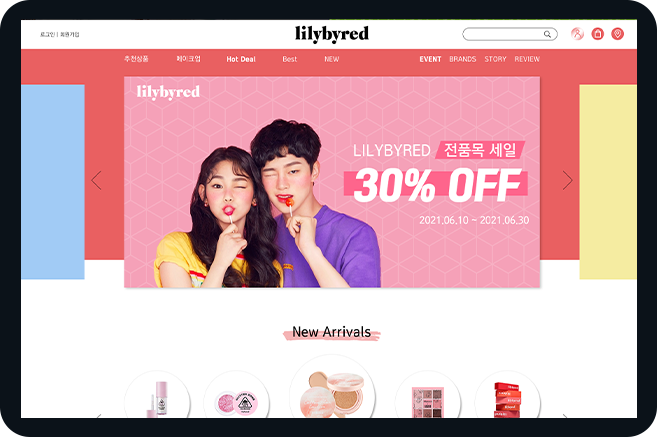 로그인 | 회원가입
lilybyred
추천상품 메이크업 Hot Deal Best NEW EVENT BRANDS STORY REVIEW
lilybyred
LILYBYRED 전품목 세일
30% OFF
2021.06.10 ~ 2021.06.30
New Arrivals